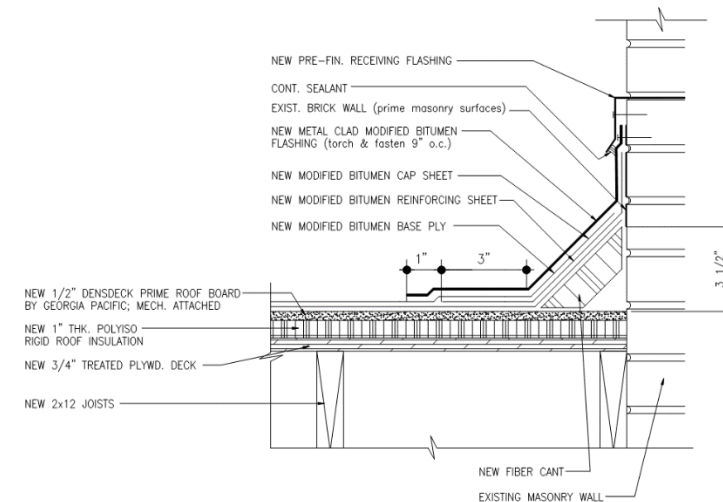 NEW PRE-FIN. RECEIVING FLASHING
CONT. SEALANT
EXIST. BRICK WALL (prime masonry surfaces)
NEW METAL CLAD MODIFIED BITUMEN
FLASHING (torch & fasten 9" o.c.)
NEW MODIFIED BITUMEN CAP SHEET
NEW MODIFIED BITUMEN REINFORCING SHEET
NEW MODIFIED BITUMEN BASE PLY
1" 3"
3 1/2"
NEW 1/2" DENSDECK PRIME ROOF BOARD
BY GEORGIA PACIFIC; MECH. ATTACHED
NEW 1" THK. POLYISO
RIGID ROOF INSULATION
NEW 3/4" TREATED PLYWD. DECK
NEW 2x12 JOISTS
NEW FIBER CANT
EXISTING MASONRY WALL